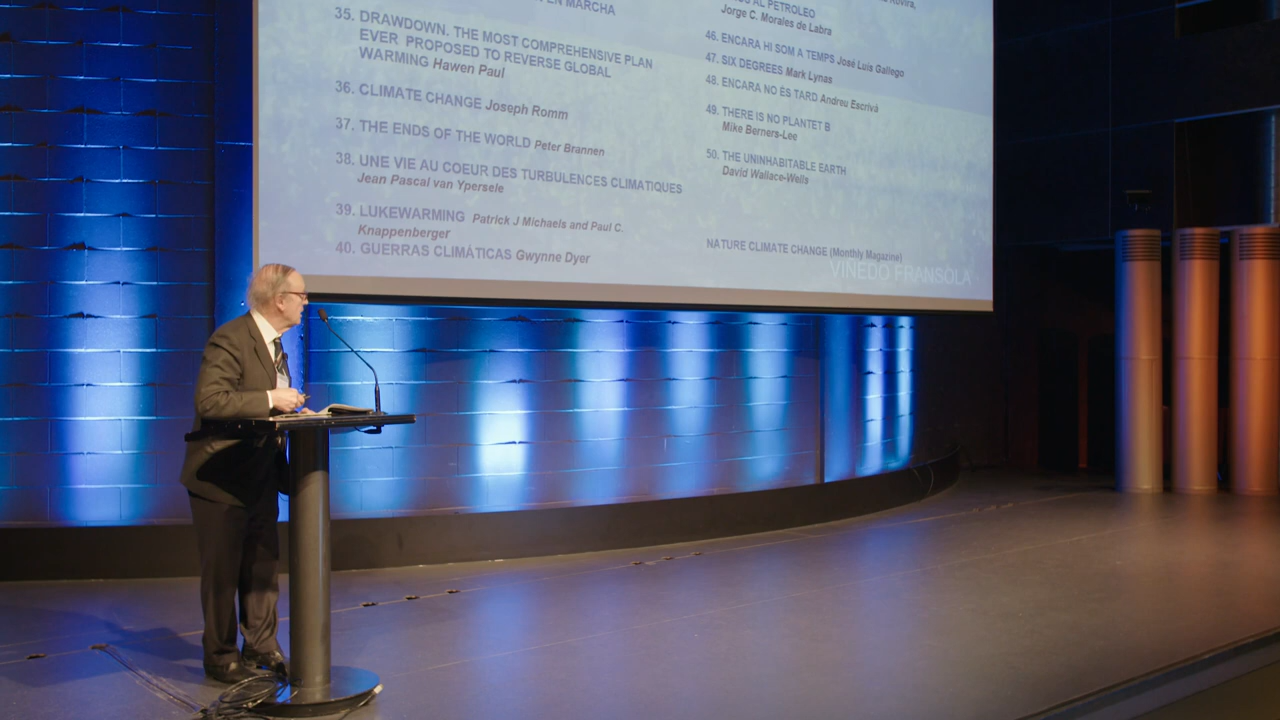 EN MARCHA
35. DRAWDOWN. THE MOST COMPREHENSIVE PLAN
EVER PROPOSED TO REVERSE GLOBAL
WARMING Hawen Paul
36. CLIMATE CHANGE Joseph Romm
37. THE ENDS OF THE WORLD Peter Brannen
38. UNE VIE AU COEUR DES TURBULENCES CLIMATIQUES
Jean Pascal van Ypersele
39. LUKEWARMING Patrick J Michaels and Paul C.
Knappenberger
40. GUERRAS CLIMÁTICAS Gwynne Dyer
AL PETROLEO
Jorge C. Morales de Labra
46. ENCARA HI SOM A TEMPS José Luis Gallego
47. SIX DEGREES Mark Lynas
48. ENCARA NO ÉS TARD Andreu Escrivà
49. THERE IS NO PLANTET B
Mike Berners-Lee
50. THE UNINHABITABLE EARTH
David Wallace-Wells
NATURE CLIMATE CHANGE (Monthly Magazine)
VIÑEDO FRANSOLA